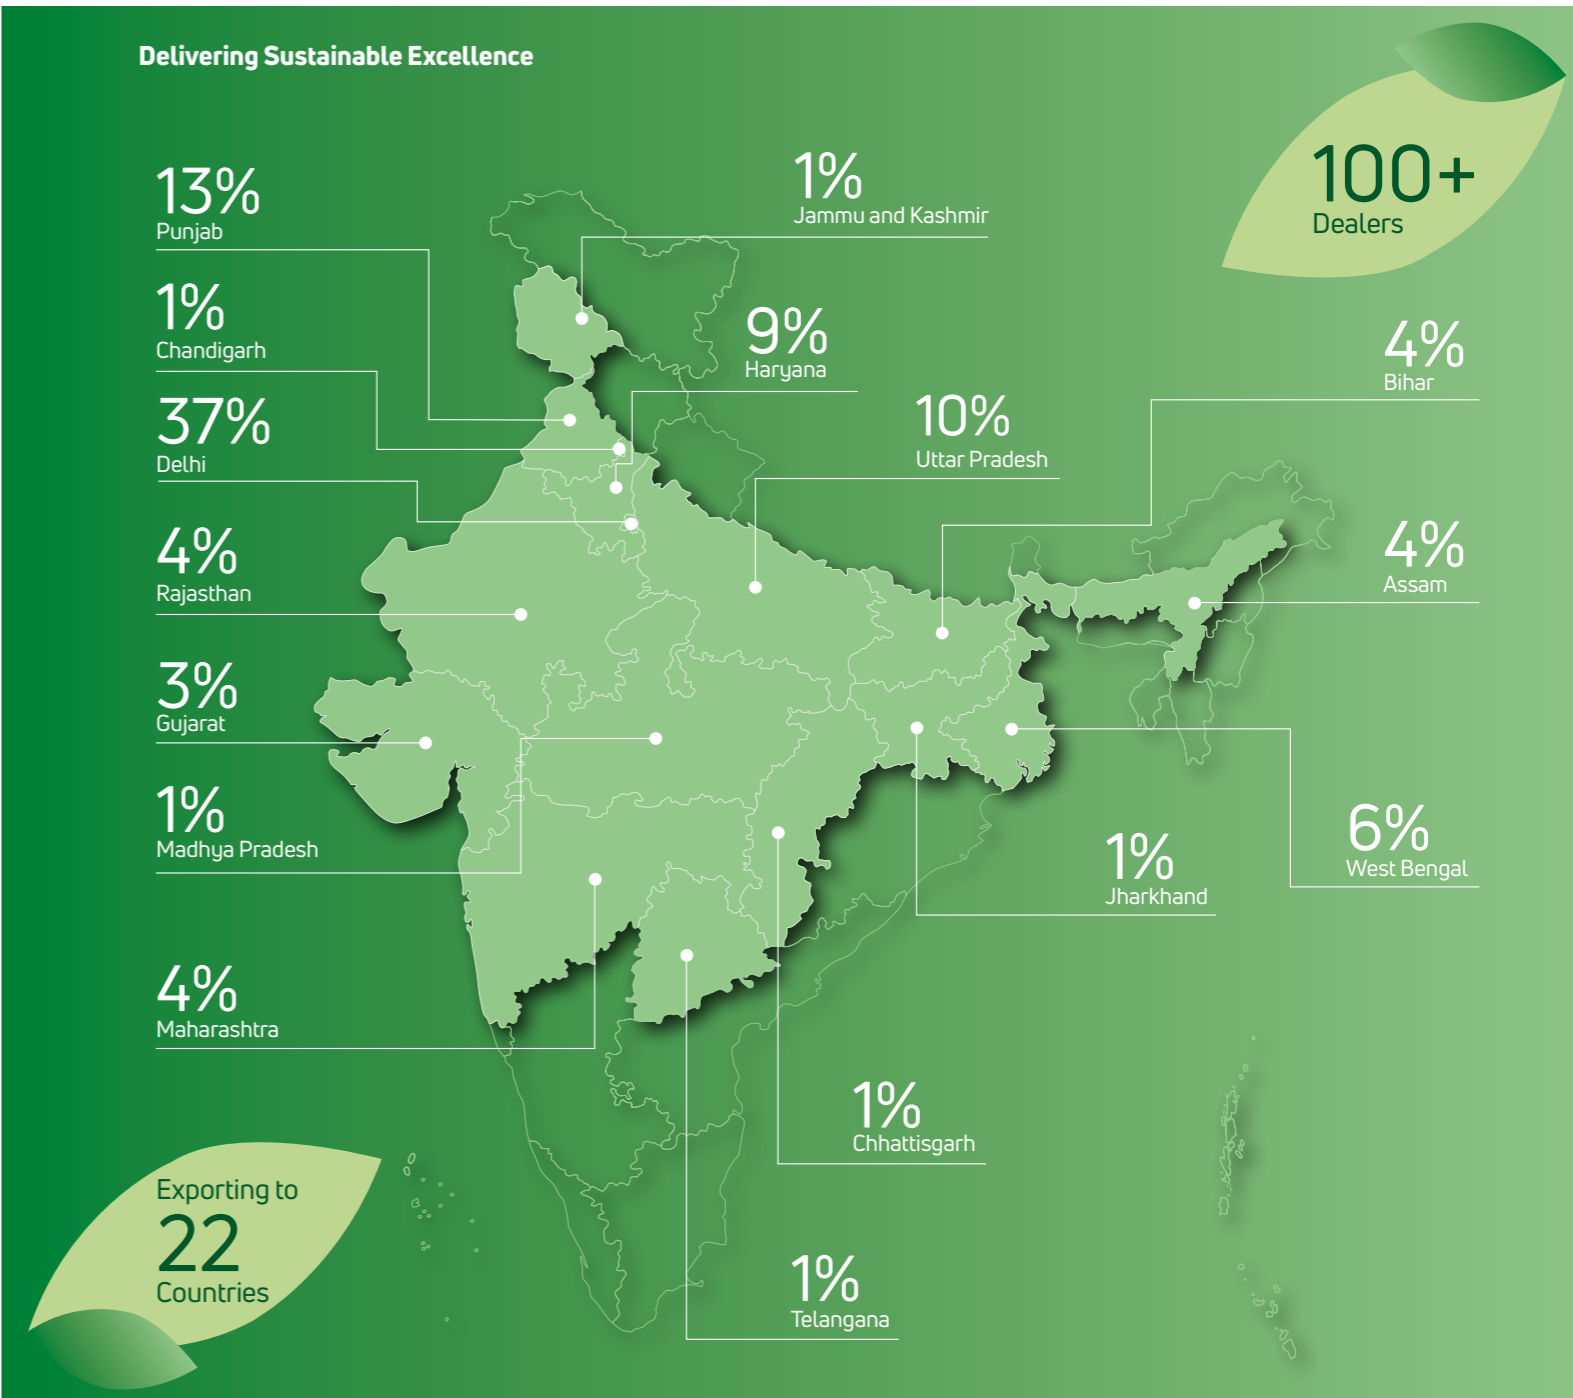 Delivering Sustainable Excellence
100+
Dealers
13%
Punjab
1%
Jammu and Kashmir
1%
Chandigarh
9%
Haryana
4%
Bihar
37%
Delhi
10%
Uttar Pradesh
4%
Rajasthan
4%
Assam
3%
Gujarat
1%
Madhya Pradesh
6%
West Bengal
1%
Jharkhand
4%
Maharashtra
1%
Chhattisgarh
Exporting to
22
Countries
1%
Telangana